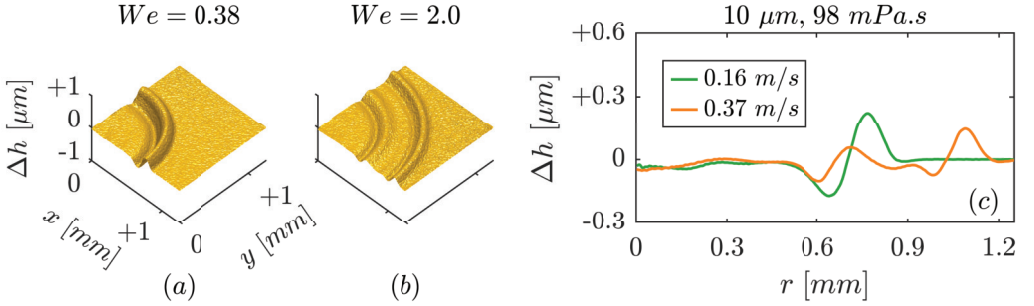 We = 0.38
+1
0
-1
Δh [μm]
0
x [mm]
+1
0
y [mm]
+1
(a)
We = 2.0
(b)
10 μm, 98 mPa.s
+0.6
+0.3
0
-0.3
Δh [μm]
0.16 m/s
0.37 m/s
(c)
0
0.3
0.6
0.9
1.2
r [mm]